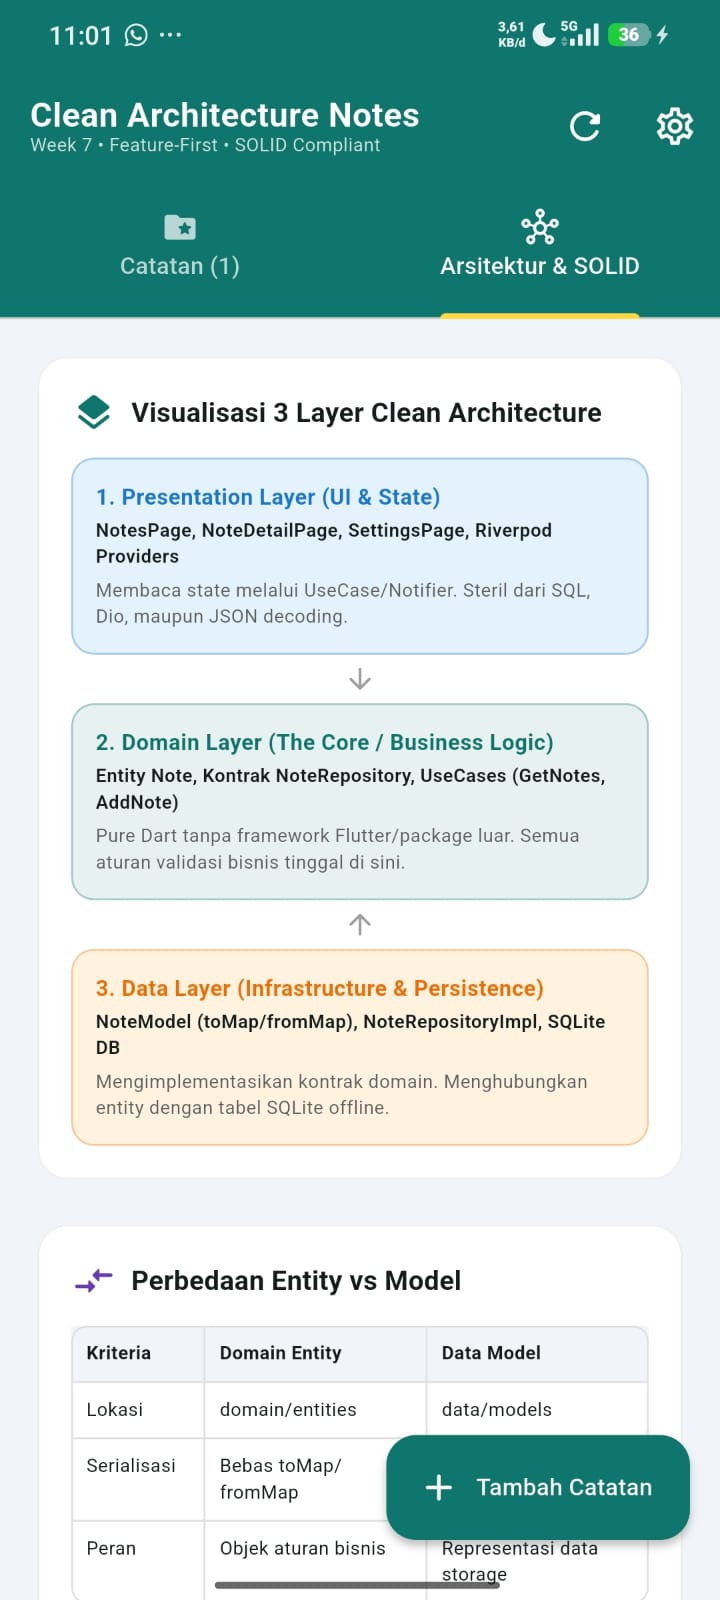 11:01
3,61
KB/d
5G
36
Clean Architecture Notes
Week 7 • Feature-First • SOLID Compliant
Catatan (1)
Arsitektur & SOLID
Visualisasi 3 Layer Clean Architecture
1. Presentation Layer (UI & State)
NotesPage, NoteDetailPage, SettingsPage, Riverpod
Providers
Membaca state melalui UseCase/Notifier. Steril dari SQL,
Dio, maupun JSON decoding.
2. Domain Layer (The Core / Business Logic)
Entity Note, Kontrak NoteRepository, UseCases (GetNotes,
AddNote)
Pure Dart tanpa framework Flutter/package luar. Semua
aturan validasi bisnis tinggal di sini.
3. Data Layer (Infrastructure & Persistence)
NoteModel (toMap/fromMap), NoteRepositoryImpl, SQLite
DB
Mengimplementasikan kontrak domain. Menghubungkan
entity dengan tabel SQLite offline.
Perbedaan Entity vs Model
Kriteria Domain Entity Data Model
Lokasi domain/entities data/models
Serialisasi Bebas toMap/
fromMap
Tambah Catatan
Peran Objek aturan bisnis Representasi data
storage